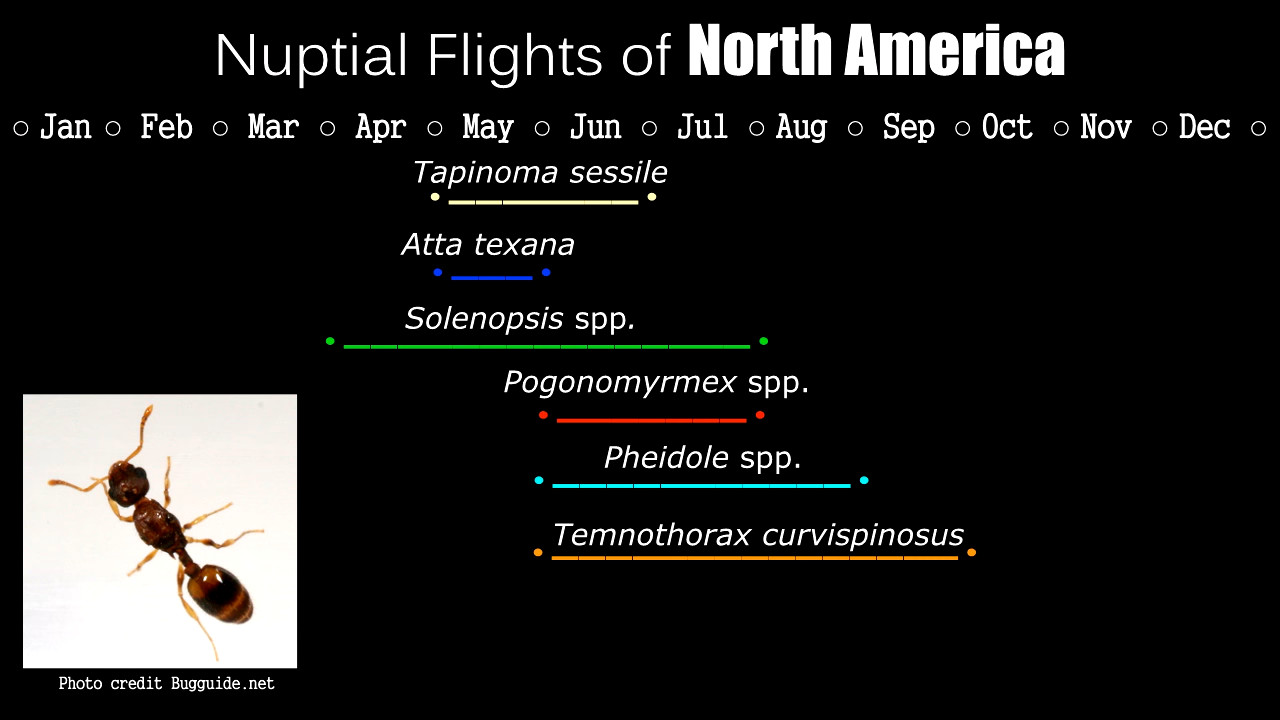 Nuptial Flights of North America
○ Jan ○ Feb ○ Mar ○ Apr ○ May ○ Jun ○ Jul ○ Aug ○ Sep ○ Oct ○ Nov ○ Dec ○
Tapinoma sessile
Atta texana
Solenopsis spp.
Pogonomyrmex spp.
Pheidole spp.
Temnothorax curvispinosus
Photo credit Bugguide.net